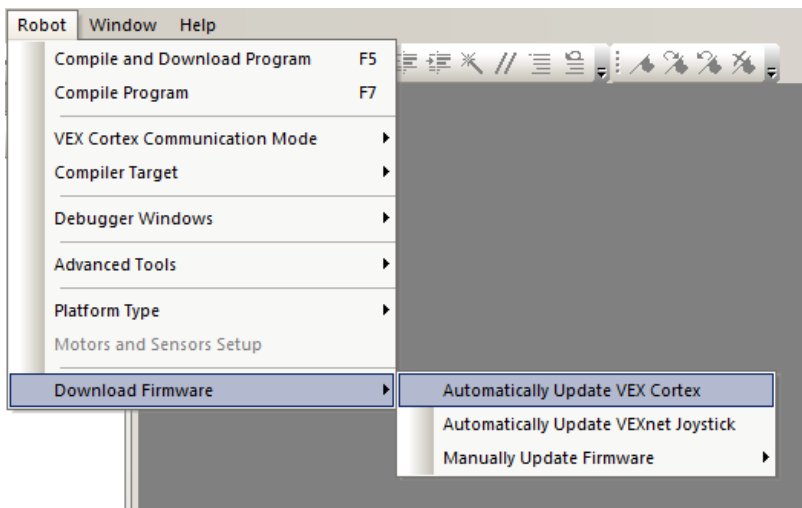 Robot Window Help
Compile and Download Program F5
Compile Program F7
VEX Cortex Communication Mode
Compiler Target
Debugger Windows
Advanced Tools
Platform Type
Motors and Sensors Setup
Download Firmware
Automatically Update VEX Cortex
Automatically Update VEXnet Joystick
Manually Update Firmware